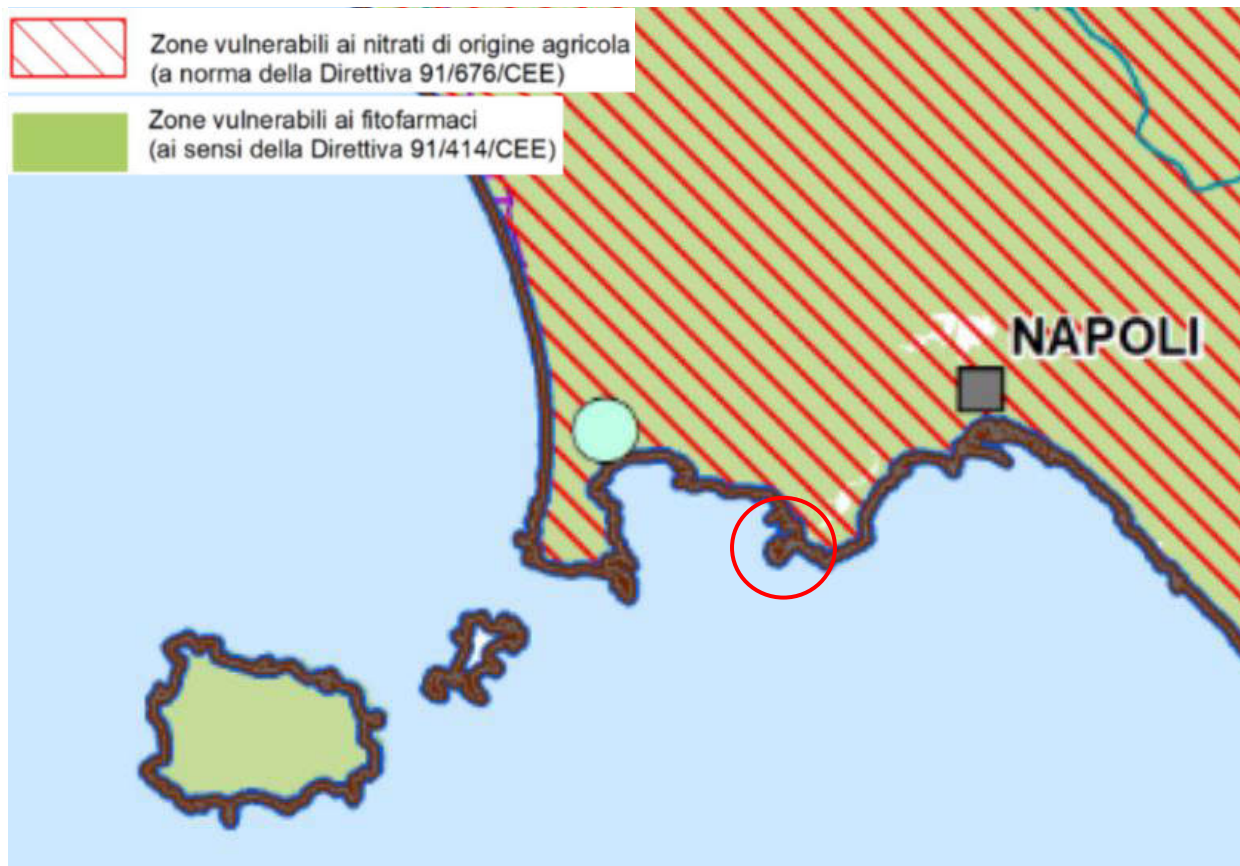 Zone vulnerabili ai nitrati di origine agricola
(a norma della Direttiva 91/676/CEE)
Zone vulnerabili ai fitofarmaci
(ai sensi della Direttiva 91/414/CEE)
NAPOLI